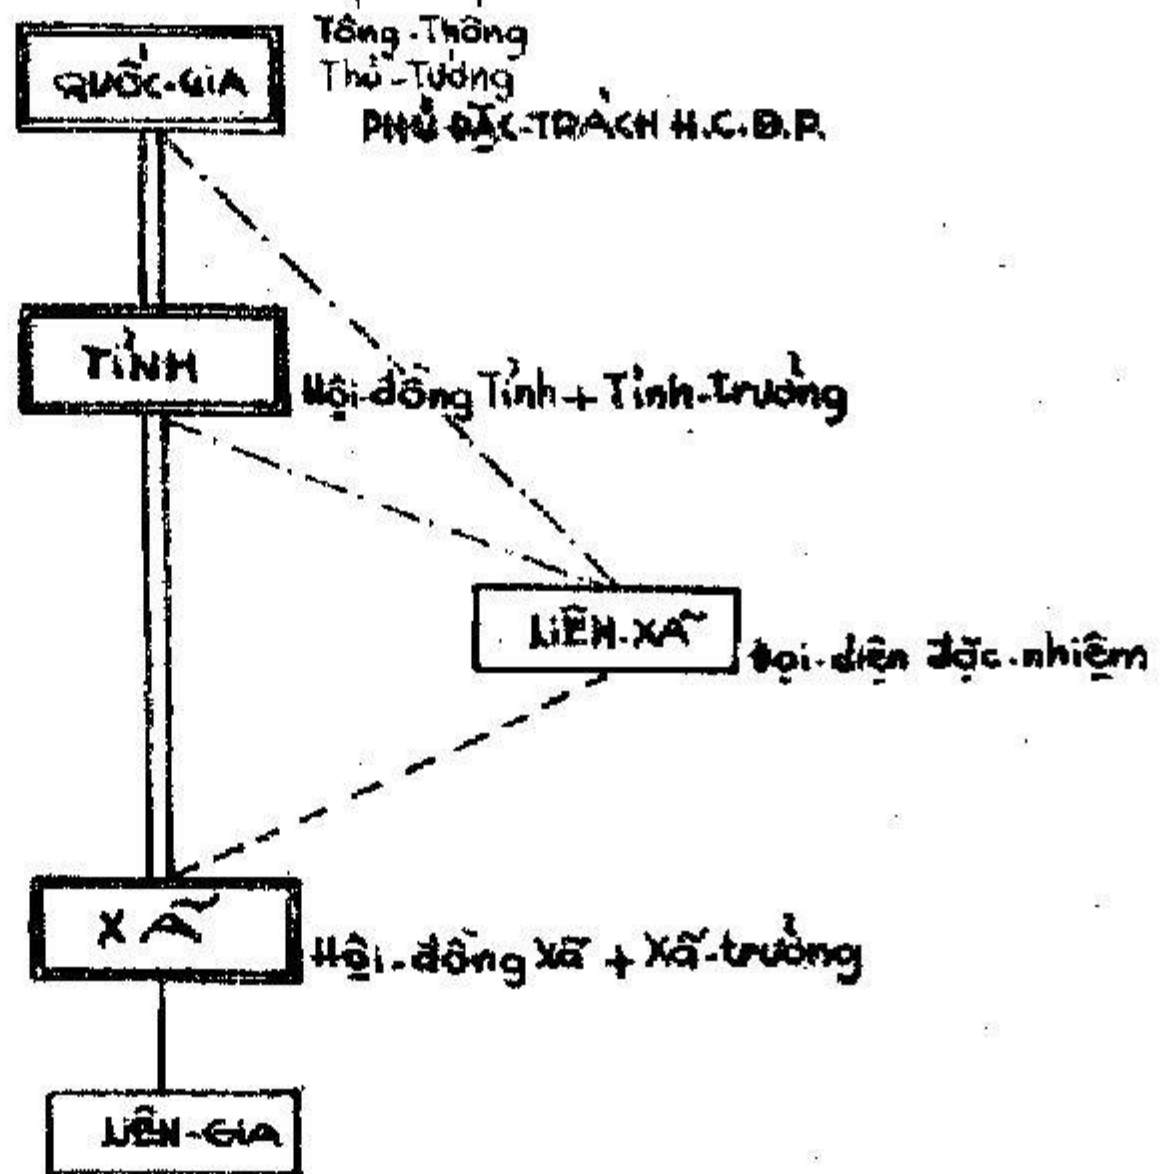 QUỐC-GIA
Tổng-Thống
Thủ-Tướng
PHỦ ĐẶC-TRÁCH H.C.Đ.P.
TỈNH
Hội-đồng Tỉnh + Tỉnh-trưởng
LIÊN-XÃ
Đại-diện đặc-nhiệm
XÃ
Hội-đồng Xã + Xã-trưởng
LIÊN-GIA